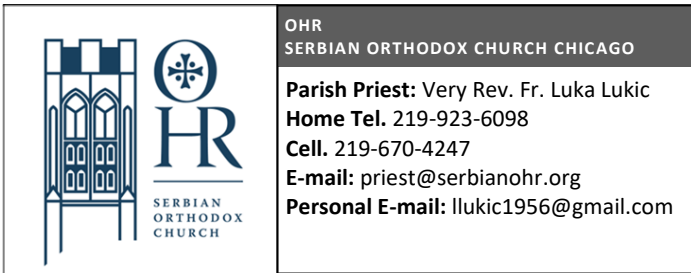 OHR
SERBIAN
ORTHODOX
CHURCH
OHR
SERBIAN ORTHODOX CHURCH CHICAGO
Parish Priest: Very Rev. Fr. Luka Lukic
Home Tel. 219-923-6098
Cell. 219-670-4247
E-mail: priest@serbianohr.org
Personal E-mail: llukic1956@gmail.com